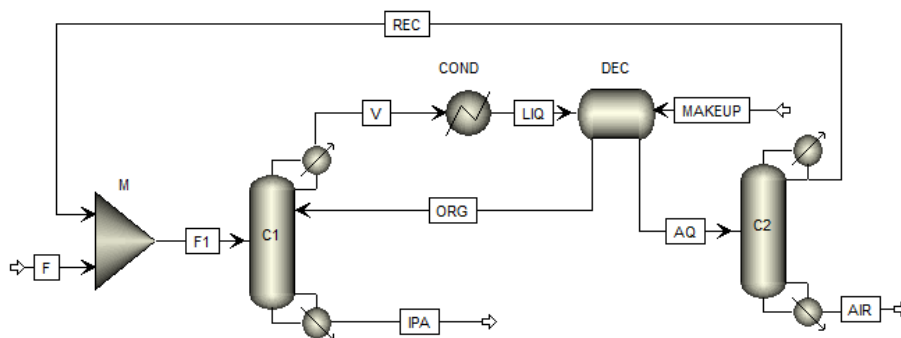 REC
COND
DEC
V
LIQ
MAKEUP
M
ORG
F1
C1
AQ
C2
F
IPA
AIR